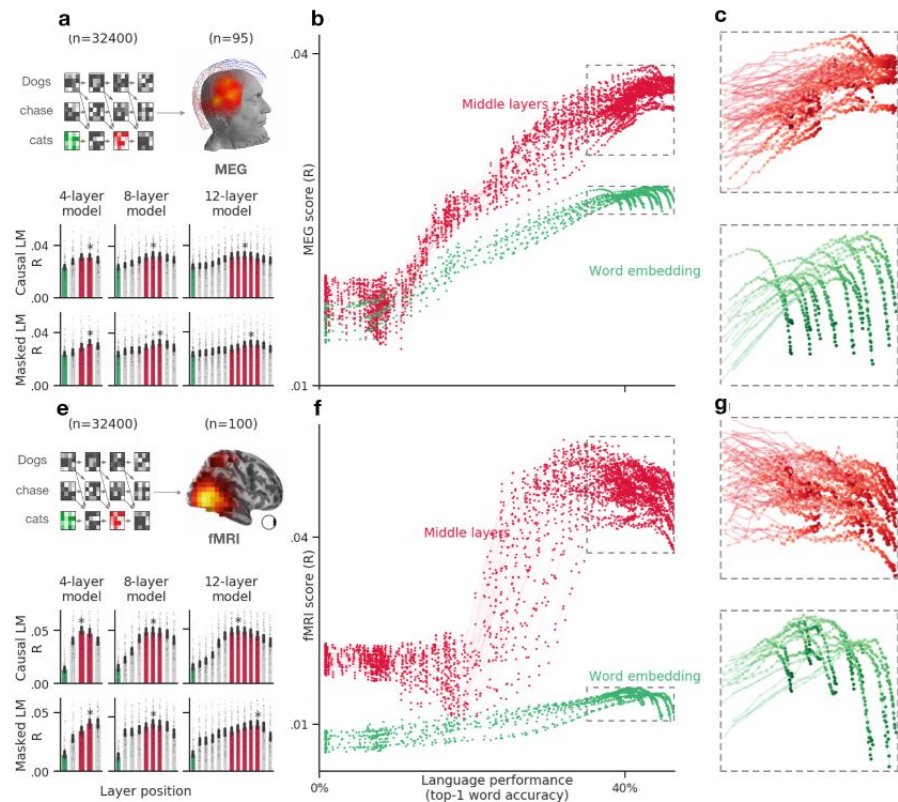 a
(n=32400)
(n=95)
Dogs
chase
cats
MEG
4-layer
model
8-layer
model
12-layer
model
Causal LM
R
.04
.00
*
*
*
Masked LM
R
.04
.00
*
*
*
b
.04
MEG score (R)
.01
Middle layers
Word embedding
40%
c
e
(n=32400)
(n=100)
Dogs
chase
cats
fMRI
4-layer
model
8-layer
model
12-layer
model
Causal LM
R
.05
.00
*
*
*
Masked LM
R
.05
.00
*
*
*
Layer position
f
.04
fMRI score (R)
.01
Middle layers
Word embedding
0%
Language performance
(top-1 word accuracy)
40%
g